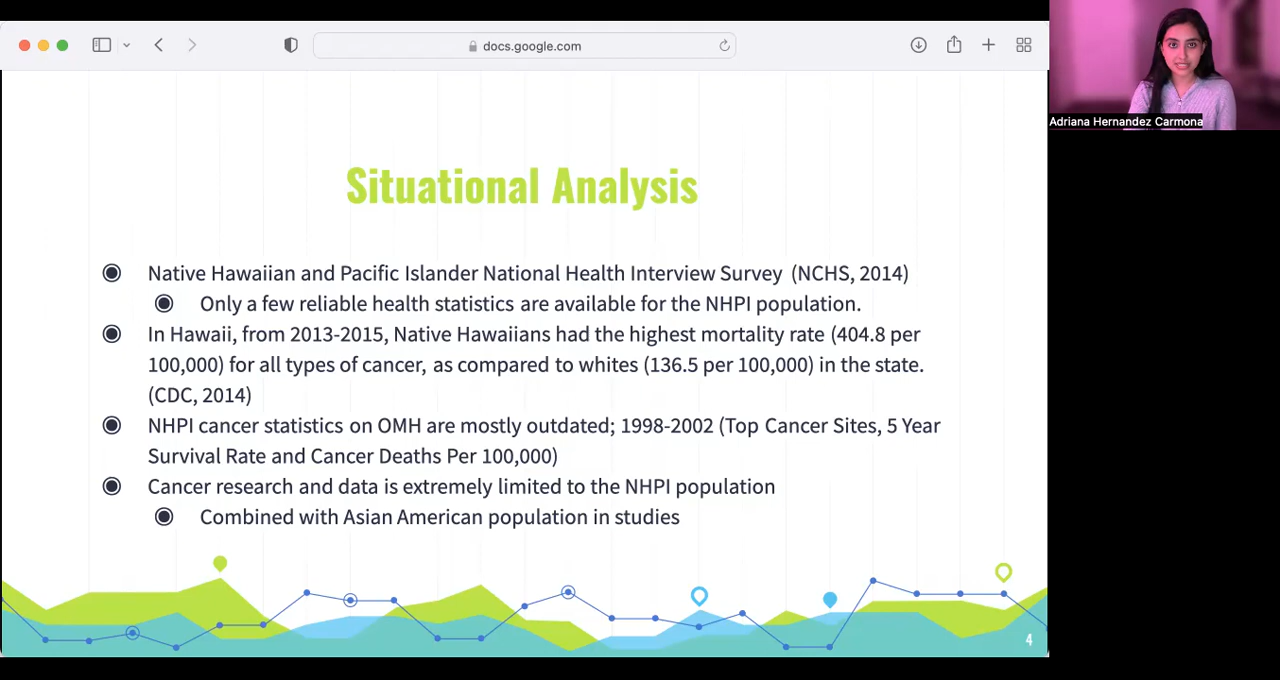 docs.google.com
Adriana Hernandez Carmona
Situational Analysis
Native Hawaiian and Pacific Islander National Health Interview Survey (NCHS, 2014)
Only a few reliable health statistics are available for the NHPI population.
In Hawaii, from 2013-2015, Native Hawaiians had the highest mortality rate (404.8 per
100,000) for all types of cancer, as compared to whites (136.5 per 100,000) in the state.
(CDC, 2014)
NHPI cancer statistics on OMH are mostly outdated; 1998-2002 (Top Cancer Sites, 5 Year
Survival Rate and Cancer Deaths Per 100,000)
Cancer research and data is extremely limited to the NHPI population
Combined with Asian American population in studies
4